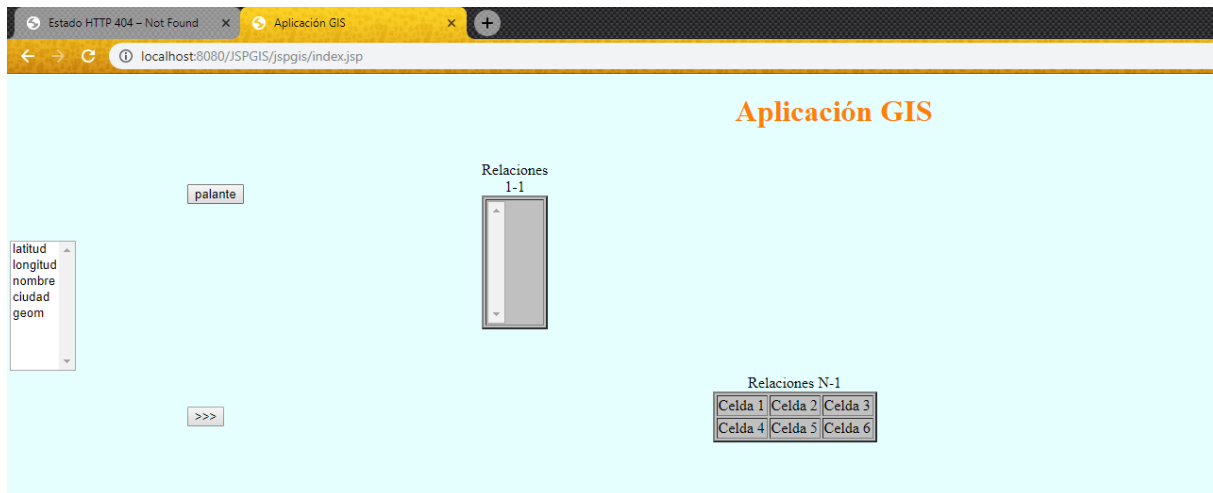 Estado HTTP 404 – Not Found
Aplicación GIS
localhost:8080/JSPGIS/jspgis/index.jsp
Aplicación GIS
Relaciones
1-1
palante
latitud
longitud
nombre
ciudad
geom
Relaciones N-1
Celda 1 Celda 2 Celda 3
Celda 4 Celda 5 Celda 6
>>>